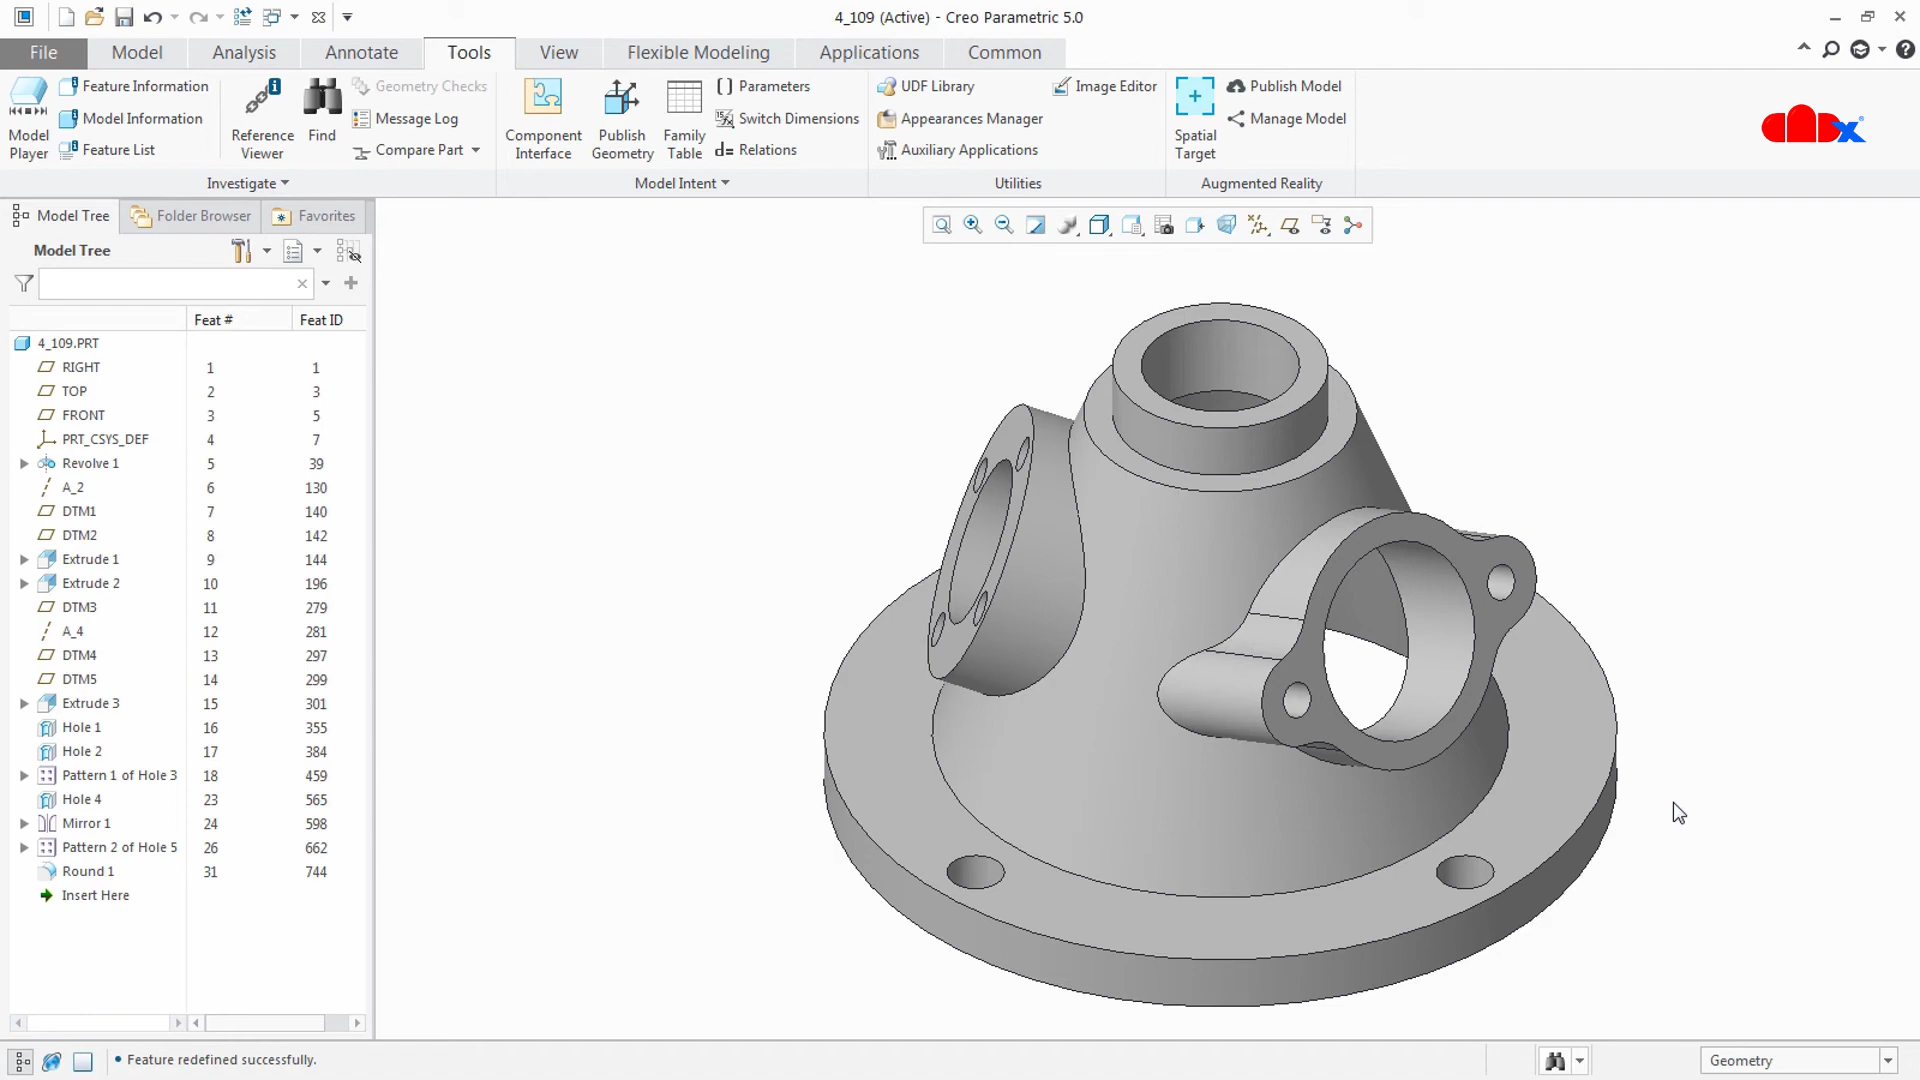 4_109 (Active) - Creo Parametric 5.0
File Model Analysis Annotate Tools View Flexible Modeling Applications Common
Model Player
Feature Information
Model Information
Feature List
Reference Viewer
Find
Geometry Checks
Message Log
Compare Part
Component Interface
Publish Geometry
Family Table
Parameters
Switch Dimensions
d= Relations
UDF Library
Appearances Manager
Auxiliary Applications
Image Editor
Spatial Target
Publish Model
Manage Model
Investigate Model Intent Utilities Augmented Reality
Model Tree Folder Browser Favorites
Model Tree
Feat # Feat ID
4_109.PRT
RIGHT 1 1
TOP 2 3
FRONT 3 5
PRT_CSYS_DEF 4 7
Revolve 1 5 39
A_2 6 130
DTM1 7 140
DTM2 8 142
Extrude 1 9 144
Extrude 2 10 196
DTM3 11 279
A_4 12 281
DTM4 13 297
DTM5 14 299
Extrude 3 15 301
Hole 1 16 355
Hole 2 17 384
Pattern 1 of Hole 3 18 459
Hole 4 23 565
Mirror 1 24 598
Pattern 2 of Hole 5 26 662
Round 1 31 744
Insert Here
Feature redefined successfully.
Geometry